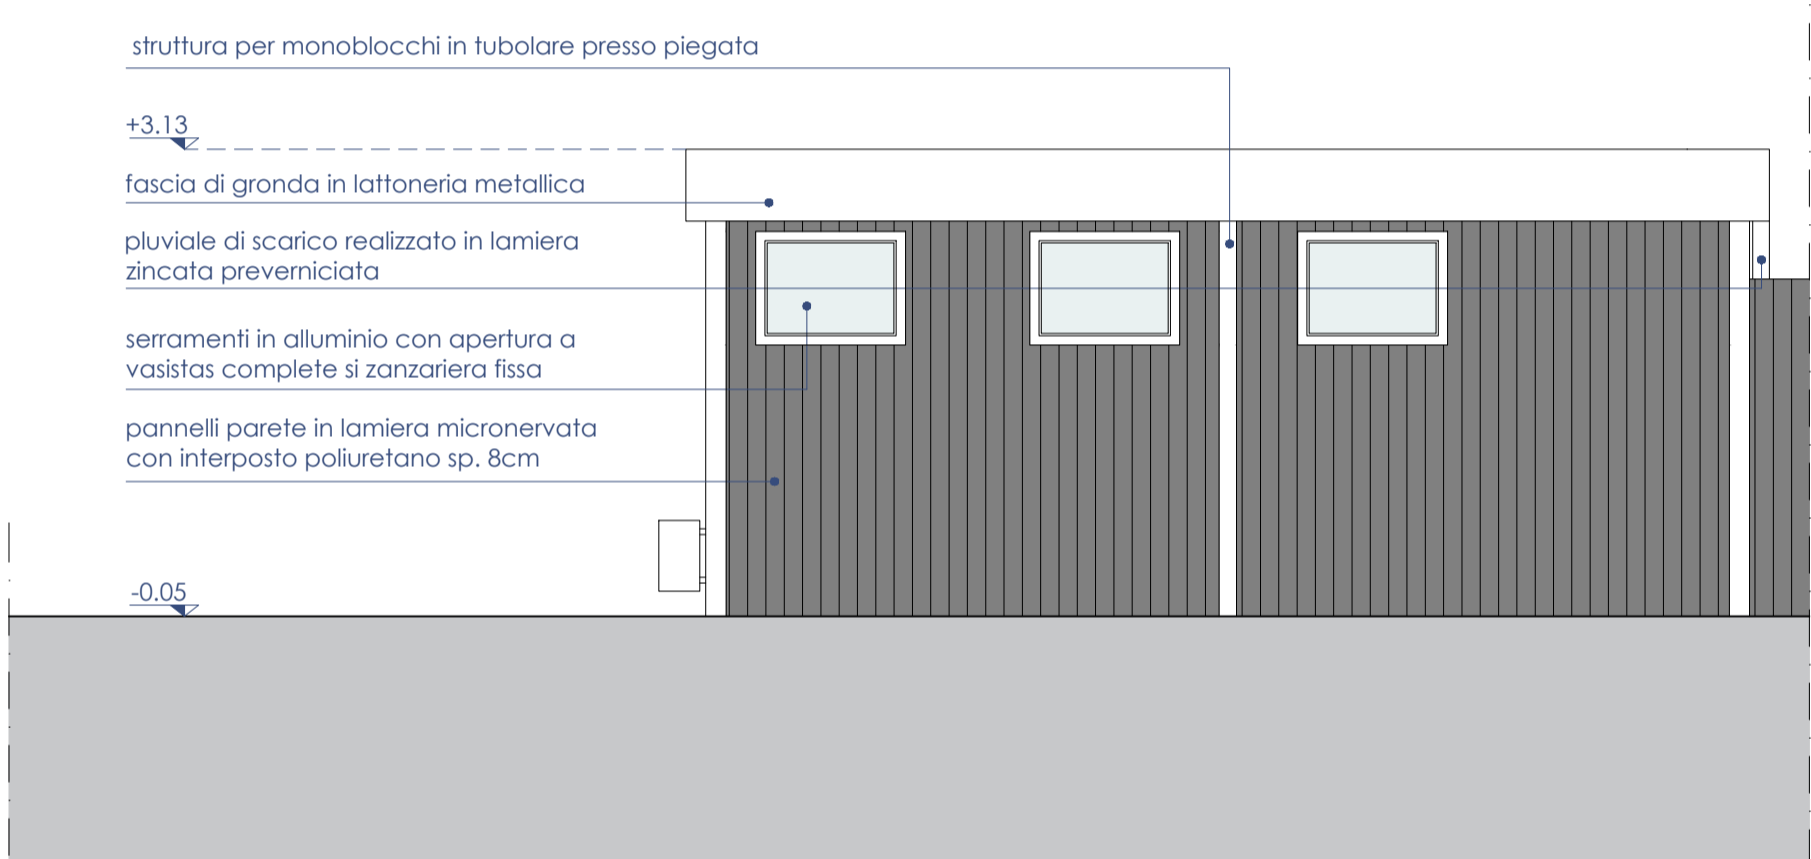 struttura per monoblocchi in tubolare presso piegata
+3.13
fascia di gronda in lattoneria metallica
pluviale di scarico realizzato in lamiera
zincata preverniciata
serramenti in alluminio con apertura a
vasistas complete si zanzariera fissa
pannelli parete in lamiera micronervata
con interposto poliuretano sp. 8cm
-0.05